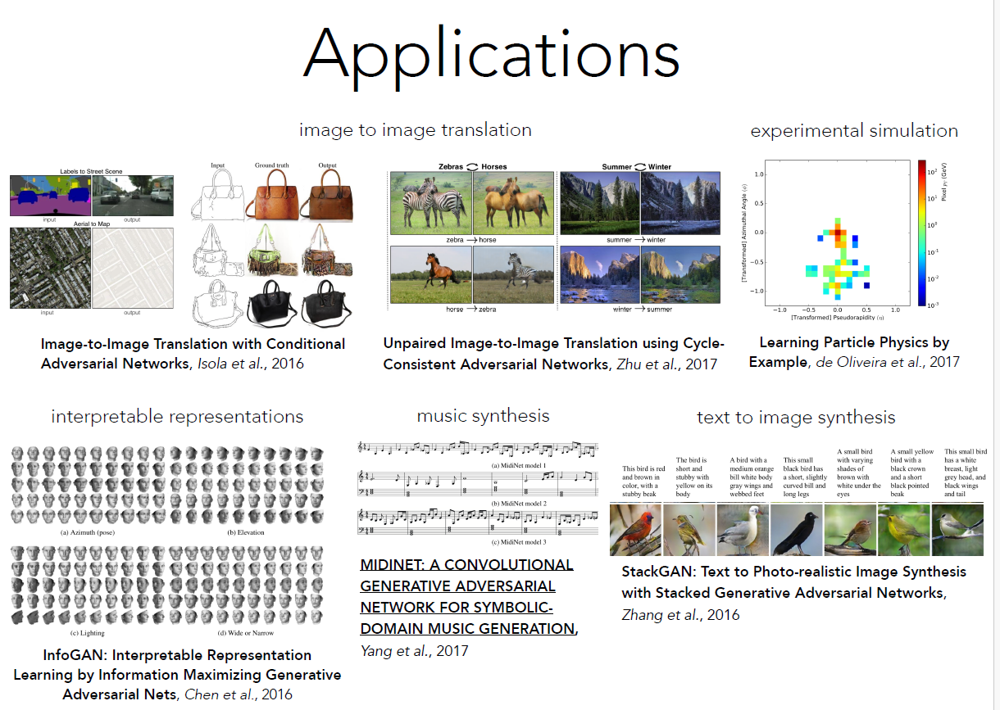 Applications
image to image translation
experimental simulation
Labels to Street Scene
input
output
Aerial to Map
input
output
Input
Ground truth
Output
Zebras Horses
zebra → horse
horse → zebra
Summer Winter
summer → winter
winter → summer
[Transformed] Azimuthal Angle (φ)
1.0
0.5
0.0
−0.5
−1.0
−1.0
−0.5
0.0
0.5
1.0
[Transformed] Pseudorapidity (η)
10²
10¹
10⁰
10⁻¹
10⁻²
10⁻³
Pixel pT (GeV)
Image-to-Image Translation with Conditional
Adversarial Networks, Isola et al., 2016
Unpaired Image-to-Image Translation using Cycle-
Consistent Adversarial Networks, Zhu et al., 2017
Learning Particle Physics by
Example, de Oliveira et al., 2017
interpretable representations
(a) Azimuth (pose)
(b) Elevation
(c) Lighting
(d) Wide or Narrow
InfoGAN: Interpretable Representation
Learning by Information Maximizing Generative
Adversarial Nets, Chen et al., 2016
music synthesis
(a) MidiNet model 1
(b) MidiNet model 2
(c) MidiNet model 3
MIDINET: A CONVOLUTIONAL
GENERATIVE ADVERSARIAL
NETWORK FOR SYMBOLIC-
DOMAIN MUSIC GENERATION,
Yang et al., 2017
text to image synthesis
This bird is red
and brown in
color, with a
stubby beak
The bird is
short and
stubby with
yellow on its
body
A bird with a
medium orange
bill white body
gray wings and
webbed feet
This small
black bird has
a short, slightly
curved bill and
long legs
A small bird
with varying
shades of
brown with
white under the
eyes
A small yellow
bird with a
black crown
and a short
black pointed
beak
This small bird
has a white
breast, light
grey head, and
black wings
and tail
StackGAN: Text to Photo-realistic Image Synthesis
with Stacked Generative Adversarial Networks,
Zhang et al., 2016